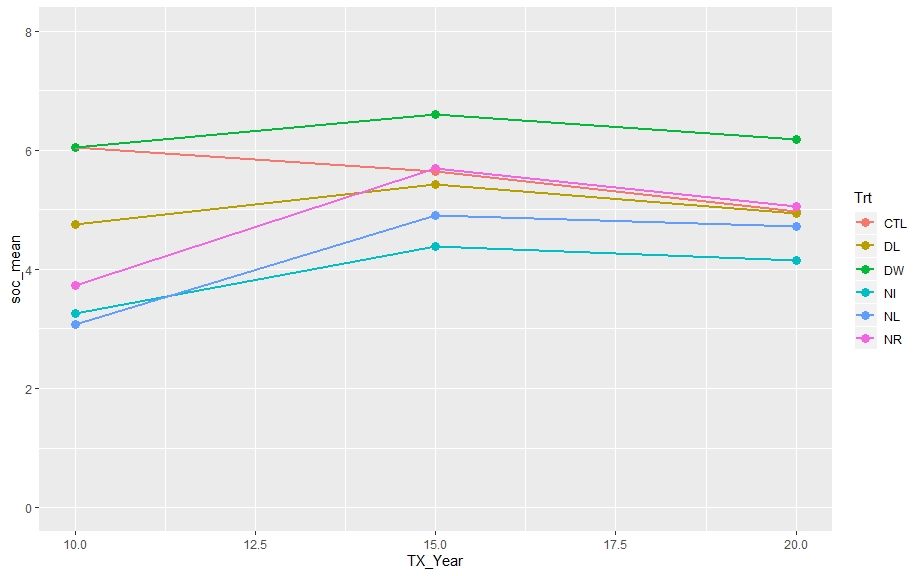 8
6
4
2
0
soc_mean
10.0 12.5 15.0 17.5 20.0
TX_Year
Trt
CTL
DL
DW
NI
NL
NR